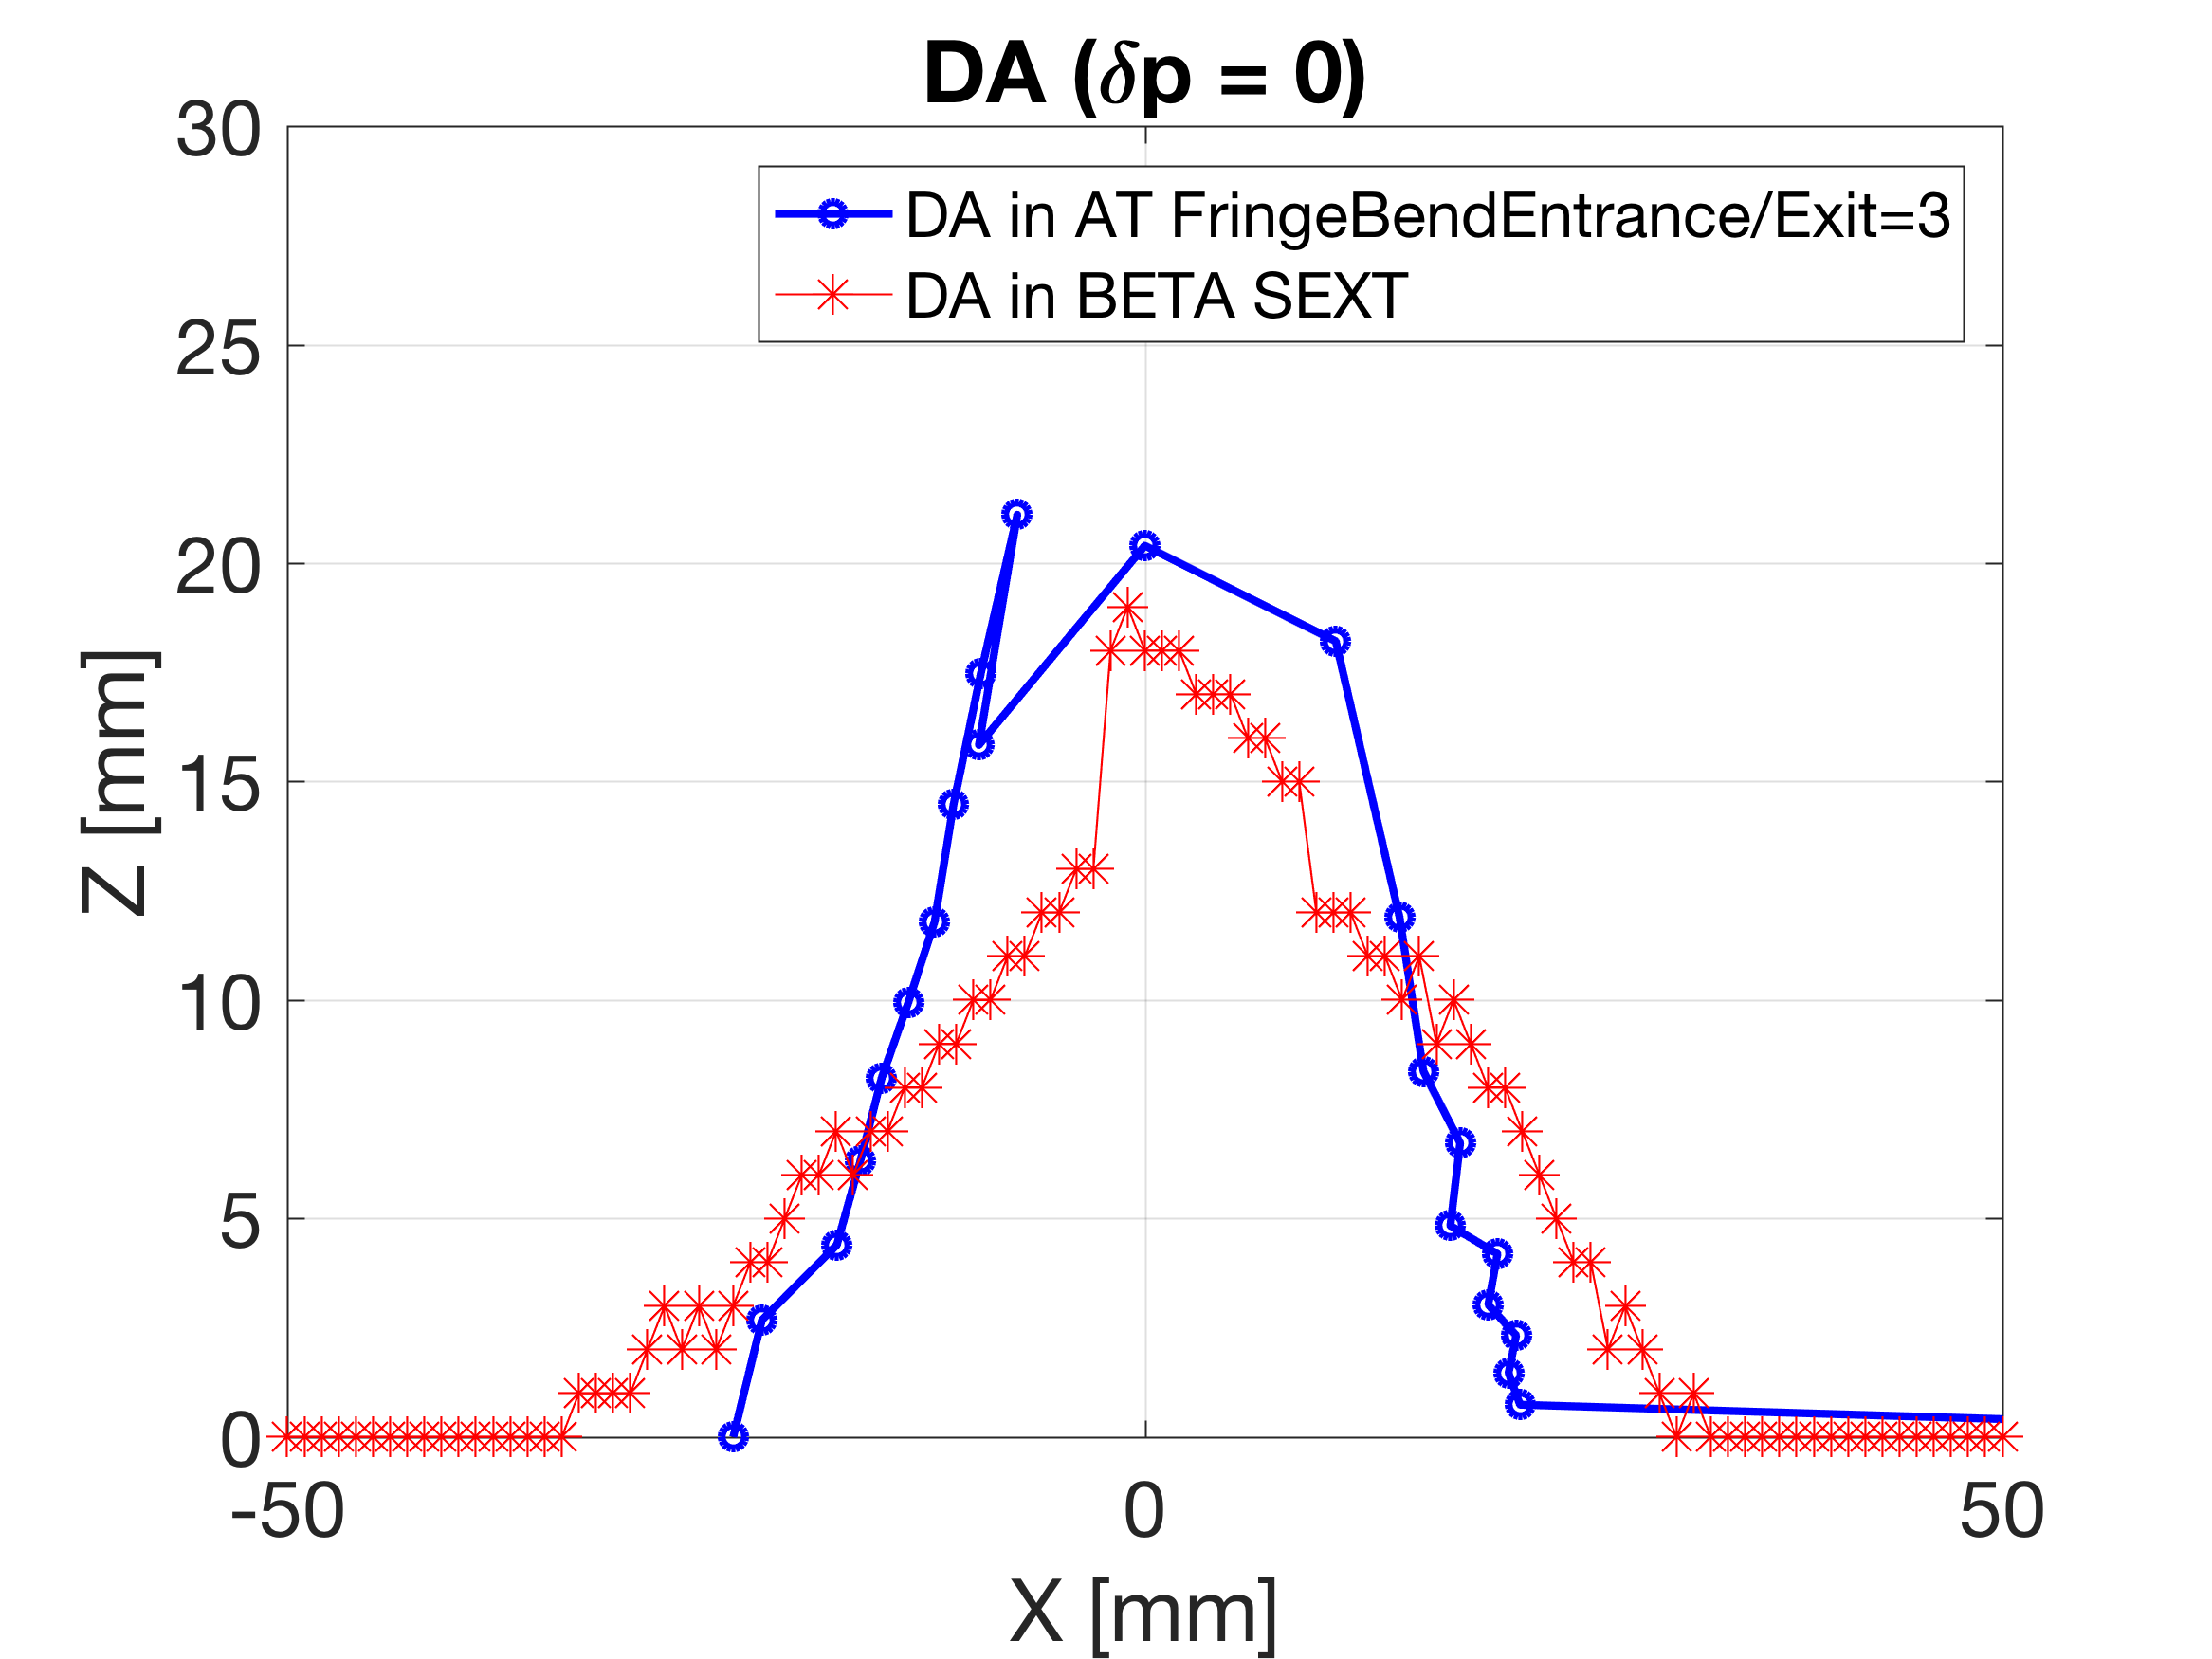 DA (δp = 0)
30
25
20
15
10
5
0
Z [mm]
DA in AT FringeBendEntrance/Exit=3
DA in BETA SEXT
-50
0
50
X [mm]